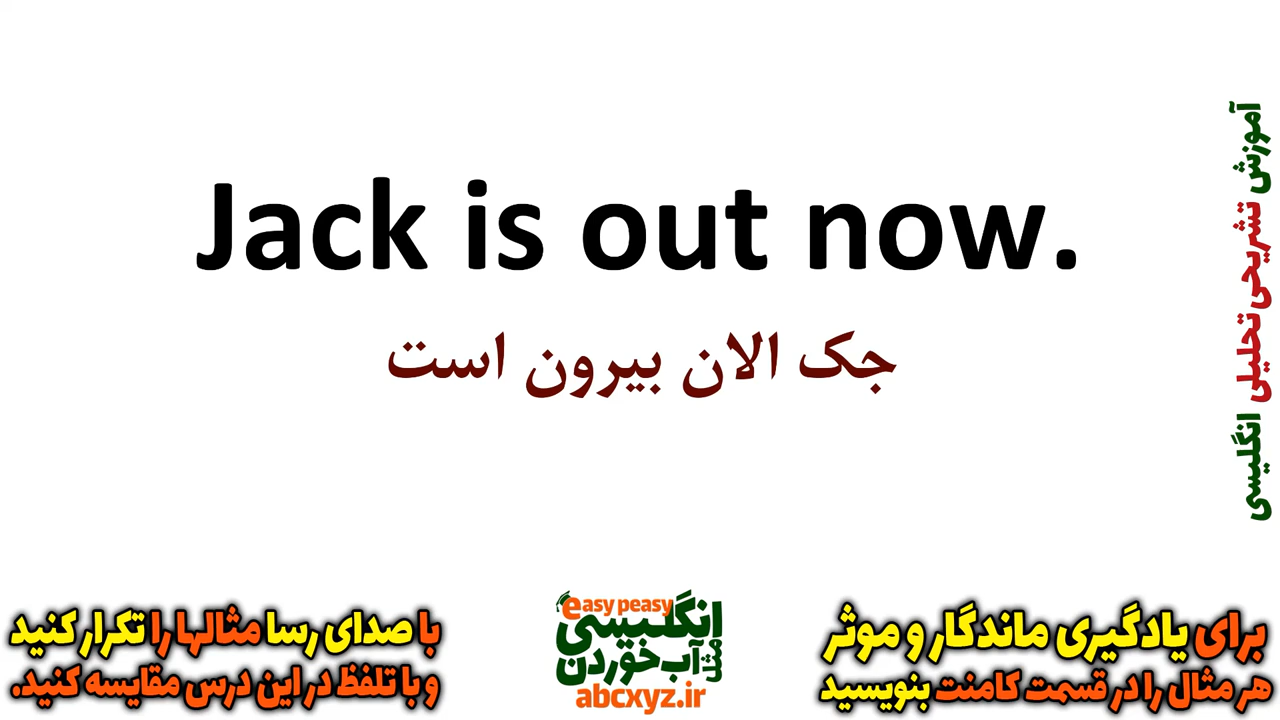 Jack is out now.
جک الان بیرون است
آموزش تشریحی تحلیلی انگلیسی
برای یادگیری ماندگار و موثر
هر مثال را در قسمت کامنت بنویسید
easy peasy
انگلیسی
مثل آب خوردن
abcxyz.ir
با صدای رسا مثالها را تکرار کنید
و با تلفظ در این درس مقایسه کنید.